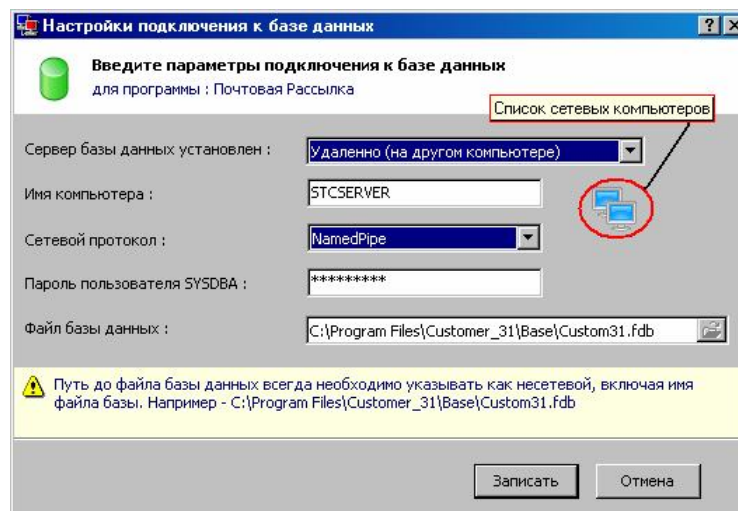 Настройки подключения к базе данных
Введите параметры подключения к базе данных
для программы : Почтовая Рассылка
Список сетевых компьютеров
Сервер базы данных установлен :
Удаленно (на другом компьютере)
Имя компьютера :
STCSERVER
Сетевой протокол :
NamedPipe
Пароль пользователя SYSDBA :
*********
Файл базы данных :
C:\Program Files\Customer_31\Base\Custom31.fdb
Путь до файла базы данных всегда необходимо указывать как несетевой, включая имя
файла базы. Например - C:\Program Files\Customer_31\Base\Custom31.fdb
Записать
Отмена